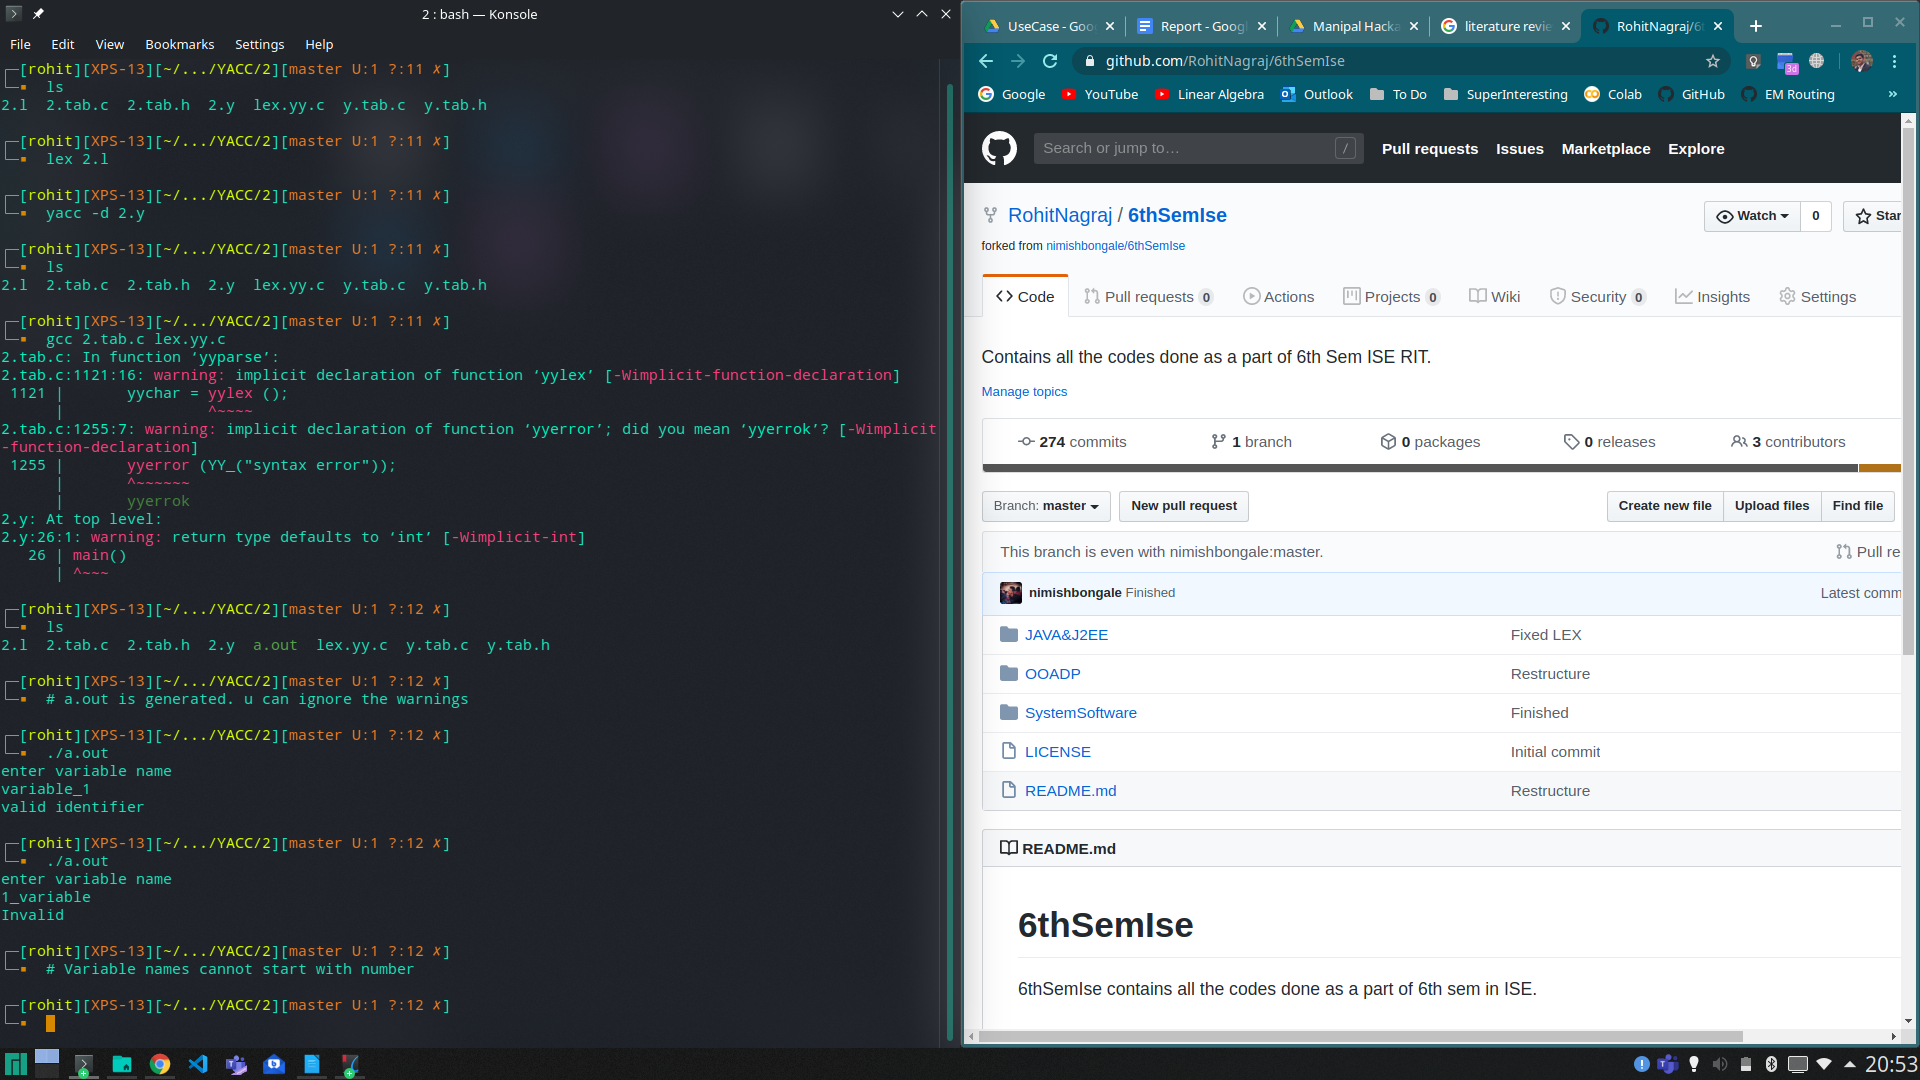 2 : bash — Konsole
File Edit View Bookmarks Settings Help
┌─[rohit][XPS-13][~/.../YACC/2][master U:1 ?:11 ✗]
└─▪ ls
2.l 2.tab.c 2.tab.h 2.y lex.yy.c y.tab.c y.tab.h
┌─[rohit][XPS-13][~/.../YACC/2][master U:1 ?:11 ✗]
└─▪ lex 2.l
┌─[rohit][XPS-13][~/.../YACC/2][master U:1 ?:11 ✗]
└─▪ yacc -d 2.y
┌─[rohit][XPS-13][~/.../YACC/2][master U:1 ?:11 ✗]
└─▪ ls
2.l 2.tab.c 2.tab.h 2.y lex.yy.c y.tab.c y.tab.h
┌─[rohit][XPS-13][~/.../YACC/2][master U:1 ?:11 ✗]
└─▪ gcc 2.tab.c lex.yy.c
2.tab.c: In function ‘yyparse’:
2.tab.c:1121:16: warning: implicit declaration of function ‘yylex’ [-Wimplicit-function-declaration]
1121 | yychar = yylex ();
| ^~~~~
2.tab.c:1255:7: warning: implicit declaration of function ‘yyerror’; did you mean ‘yyerrok’? [-Wimplicit
-function-declaration]
1255 | yyerror (YY_("syntax error"));
| ^~~~~~~
| yyerrok
2.y: At top level:
2.y:26:1: warning: return type defaults to ‘int’ [-Wimplicit-int]
26 | main()
| ^~~~
┌─[rohit][XPS-13][~/.../YACC/2][master U:1 ?:12 ✗]
└─▪ ls
2.l 2.tab.c 2.tab.h 2.y a.out lex.yy.c y.tab.c y.tab.h
┌─[rohit][XPS-13][~/.../YACC/2][master U:1 ?:12 ✗]
└─▪ # a.out is generated. u can ignore the warnings
┌─[rohit][XPS-13][~/.../YACC/2][master U:1 ?:12 ✗]
└─▪ ./a.out
enter variable name
variable_1
valid identifier
┌─[rohit][XPS-13][~/.../YACC/2][master U:1 ?:12 ✗]
└─▪ ./a.out
enter variable name
1_variable
Invalid
┌─[rohit][XPS-13][~/.../YACC/2][master U:1 ?:12 ✗]
└─▪ # Variable names cannot start with number
┌─[rohit][XPS-13][~/.../YACC/2][master U:1 ?:12 ✗]
└─▪
UseCase - Goo Report - Goog Manipal Hacka literature revie RohitNagraj/6
github.com/RohitNagraj/6thSemIse
3d
Google YouTube Linear Algebra Outlook To Do SuperInteresting Colab GitHub EM Routing »
Search or jump to… / Pull requests Issues Marketplace Explore
RohitNagraj / 6thSemIse Watch 0 Star
forked from nimishbongale/6thSemIse
Code Pull requests 0 Actions Projects 0 Wiki Security 0 Insights Settings
Contains all the codes done as a part of 6th Sem ISE RIT.
Manage topics
274 commits 1 branch 0 packages 0 releases 3 contributors
Branch: master New pull request Create new file Upload files Find file
This branch is even with nimishbongale:master. Pull re
nimishbongale Finished Latest comm
JAVA&J2EE Fixed LEX
OOADP Restructure
SystemSoftware Finished
LICENSE Initial commit
README.md Restructure
README.md
6thSemIse
6thSemIse contains all the codes done as a part of 6th sem in ISE.
20:53